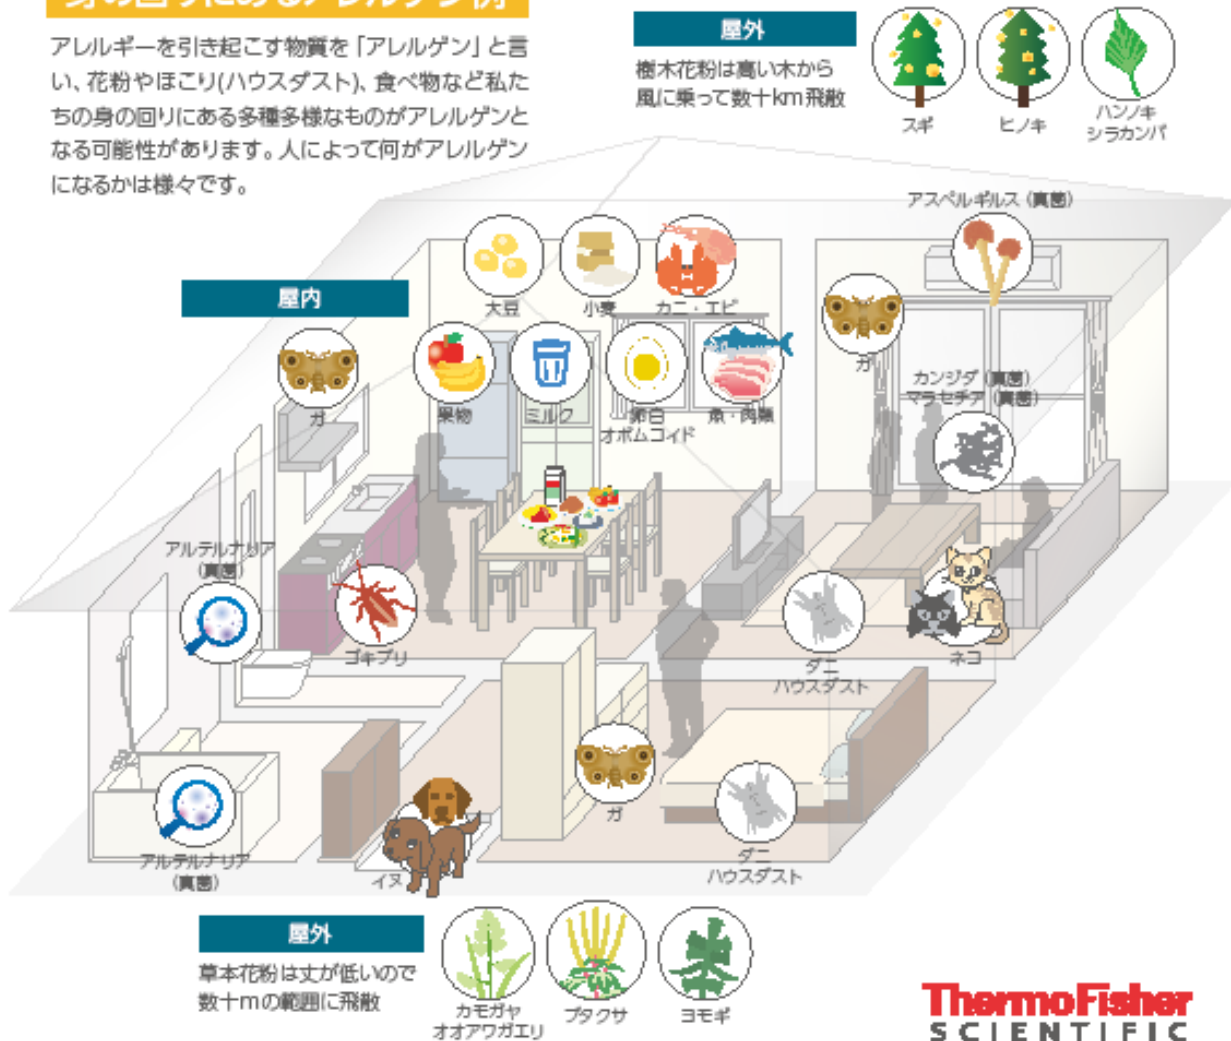 身の回りにあるアレルゲン例
アレルギーを引き起こす物質を「アレルゲン」と言
い、花粉やほこり(ハウスダスト)、食べ物など私た
ちの身の回りにある多種多様なものがアレルゲンと
なる可能性があります。人によって何がアレルゲン
になるかは様々です。
屋外
樹木花粉は高い木から
風に乗って数十km飛散
スギ
ヒノキ
ハンノキ
シラカンバ
アスペルギルス（真菌）
屋内
大豆
小麦
カニ・エビ
ガ
ガ
果物
ミルク
卵白
オボムコイド
魚・肉類
カンジダ（真菌）
マラセチア（真菌）
アルテルナリア
（真菌）
ゴキブリ
ダニ
ハウスダスト
ネコ
ガ
アルテルナリア
（真菌）
イヌ
ダニ
ハウスダスト
屋外
草本花粉は丈が低いので
数十mの範囲に飛散
カモガヤ
オオアワガエリ
ブタクサ
ヨモギ
ThermoFisher
SCIENTIFIC